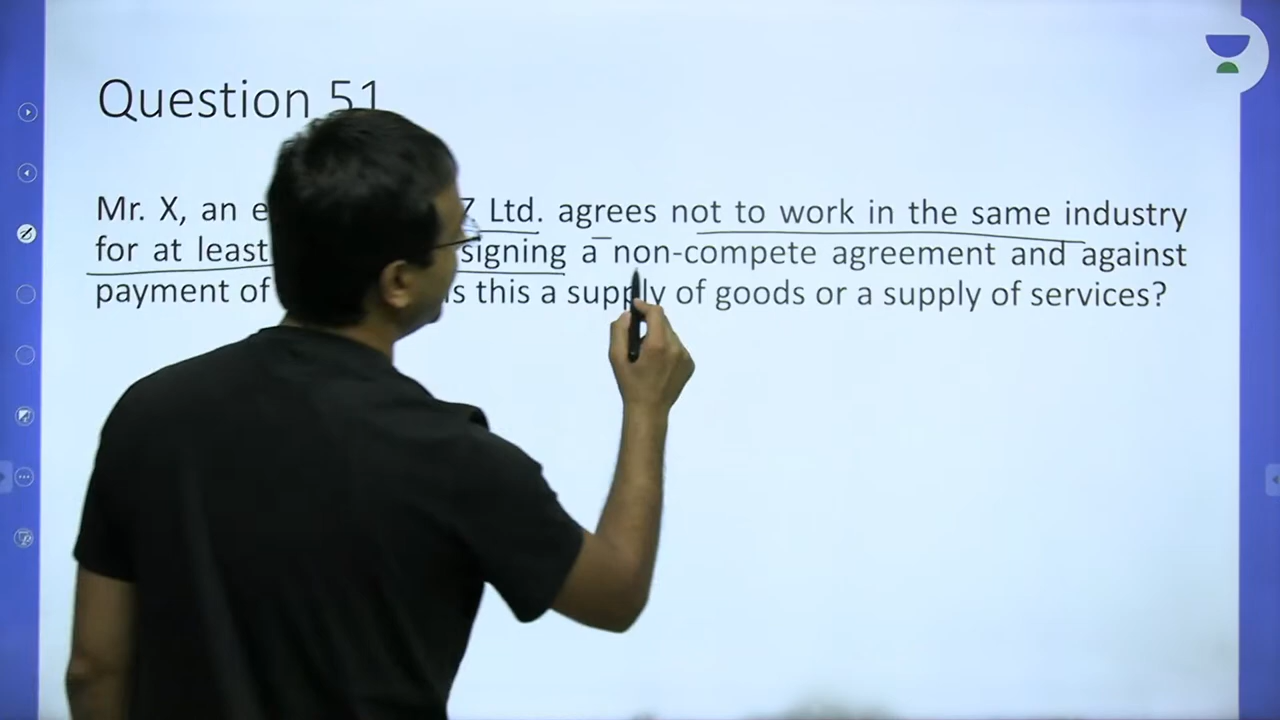 Question 51
Mr. X, an Ltd. agrees not to work in the same industry
for at least signing a non-compete agreement and against
payment of this a supply of goods or a supply of services?